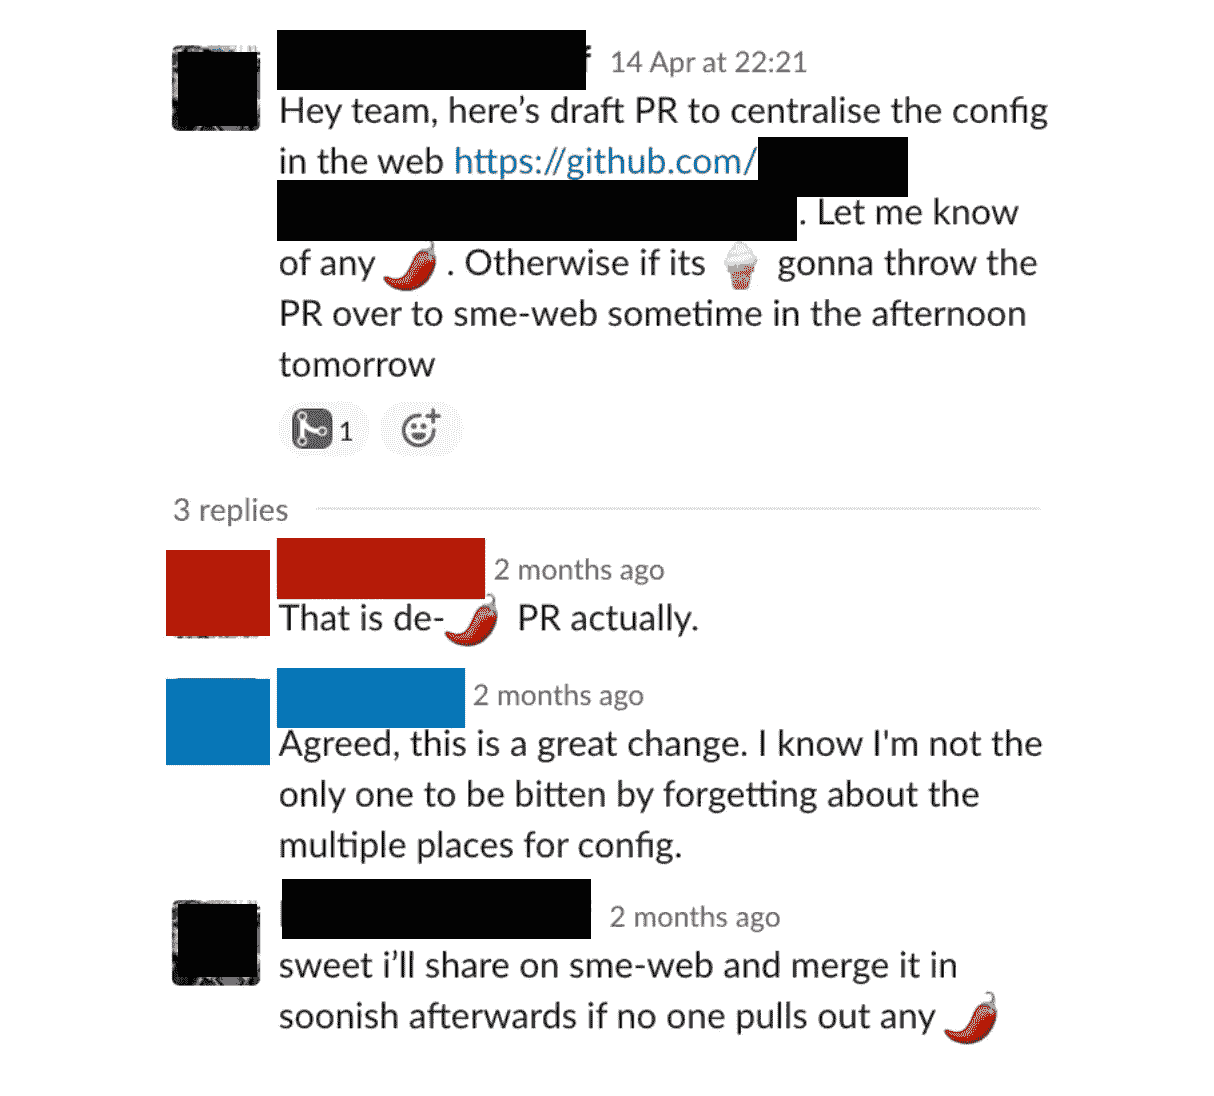 14 Apr at 22:21
Hey team, here’s draft PR to centralise the config
in the web https://github.com/
. Let me know
of any 🌶️ . Otherwise if its 🍦 gonna throw the
PR over to sme-web sometime in the afternoon
tomorrow
1
3 replies
2 months ago
That is de-🌶️ PR actually.
2 months ago
Agreed, this is a great change. I know I'm not the
only one to be bitten by forgetting about the
multiple places for config.
2 months ago
sweet i’ll share on sme-web and merge it in
soonish afterwards if no one pulls out any 🌶️